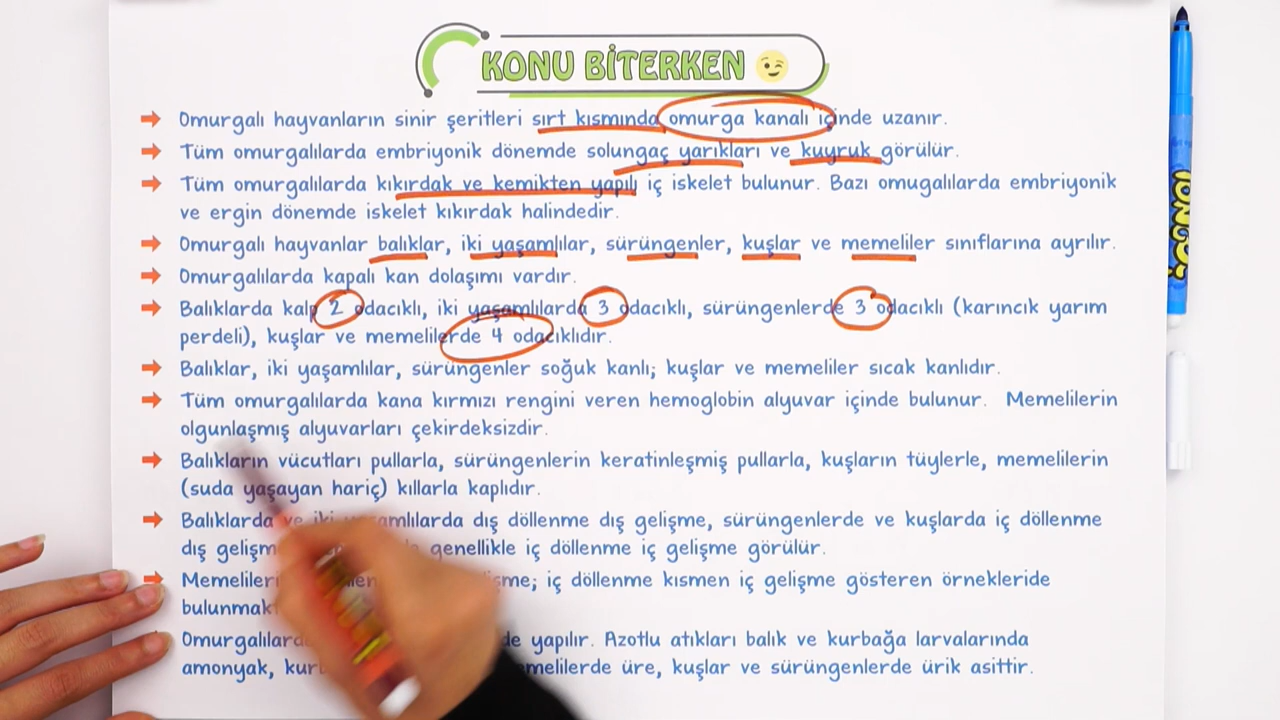 KONU BİTERKEN
Omurgalı hayvanların sinir şeritleri sırt kısmında omurga kanalı içinde uzanır.
Tüm omurgalılarda embriyonik dönemde solungaç yarıkları ve kuyruk görülür.
Tüm omurgalılarda kıkırdak ve kemikten yapılı iç iskelet bulunur. Bazı omugalılarda embriyonik
ve ergin dönemde iskelet kıkırdak halindedir.
Omurgalı hayvanlar balıklar, iki yaşamlılar, sürüngenler, kuşlar ve memeliler sınıflarına ayrılır.
Omurgalılarda kapalı kan dolaşımı vardır.
Balıklarda kalp 2 odacıklı, iki yaşamlılarda 3 odacıklı, sürüngenlerde 3 odacıklı (karıncık yarım
perdeli), kuşlar ve memelilerde 4 odacıklıdır.
Balıklar, iki yaşamlılar, sürüngenler soğuk kanlı; kuşlar ve memeliler sıcak kanlıdır.
Tüm omurgalılarda kana kırmızı rengini veren hemoglobin alyuvar içinde bulunur. Memelilerin
olgunlaşmış alyuvarları çekirdeksizdir.
Balıkların vücutları pullarla, sürüngenlerin keratinleşmiş pullarla, kuşların tüylerle, memelilerin
(suda yaşayan hariç) kıllarla kaplıdır.
Balıklarda ve iki yaşamlılarda dış döllenme dış gelişme, sürüngenlerde ve kuşlarda iç döllenme
dış genellikle iç döllenme iç gelişme görülür.
iç döllenme kısmen iç gelişme gösteren örnekleride
yapılır. Azotlu atıkları balık ve kurbağa larvalarında
amonyak, üre, kuşlar ve sürüngenlerde ürik asittir.